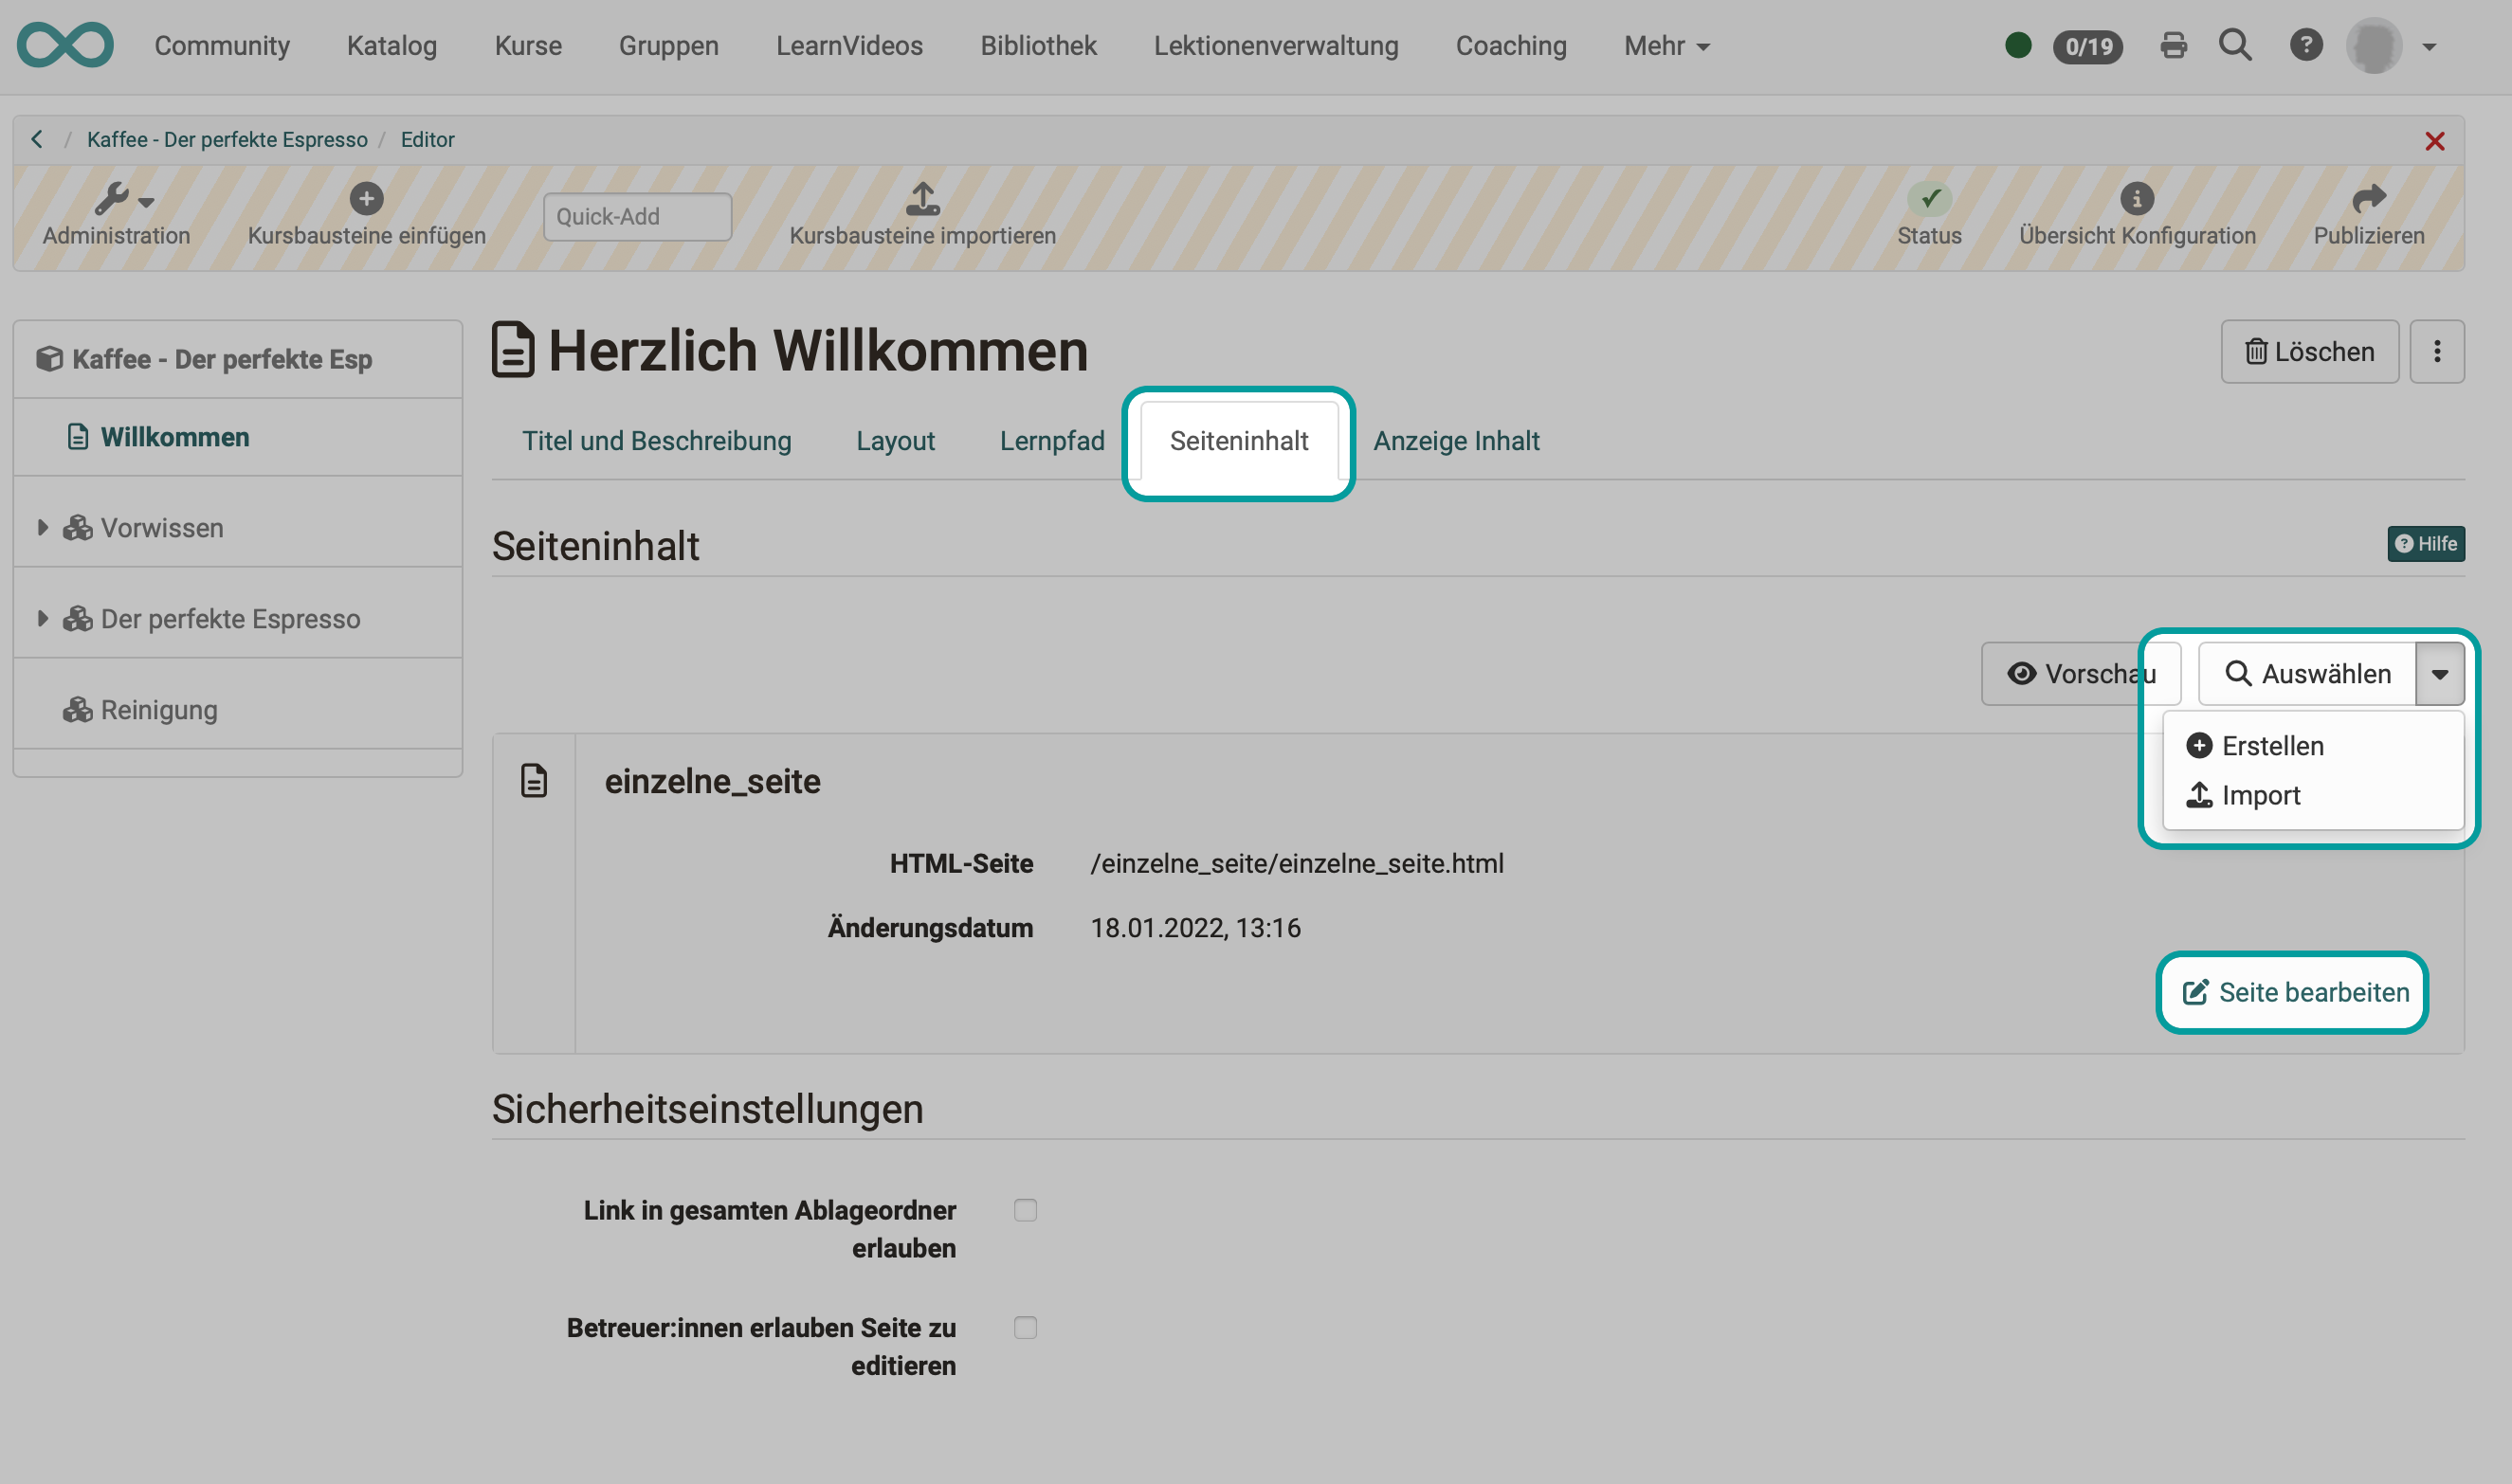 Community Katalog Kurse Gruppen LearnVideos Bibliothek Lektionenverwaltung Coaching Mehr 0/19
/ Kaffee - Der perfekte Espresso / Editor
Administration Kursbausteine einfügen Quick-Add Kursbausteine importieren Status Übersicht Konfiguration Publizieren
Kaffee - Der perfekte Esp
Willkommen
Vorwissen
Der perfekte Espresso
Reinigung
Herzlich Willkommen
Löschen
Titel und Beschreibung Layout Lernpfad Seiteninhalt Anzeige Inhalt
Seiteninhalt
Hilfe
Vorschau Auswählen
Erstellen
Import
einzelne_seite
HTML-Seite /einzelne_seite/einzelne_seite.html
Änderungsdatum 18.01.2022, 13:16
Seite bearbeiten
Sicherheitseinstellungen
Link in gesamten Ablageordner
erlauben
Betreuer:innen erlauben Seite zu
editieren